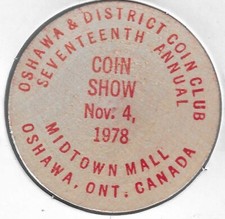 OSHAWA & DISTRICT COIN CLUB
SEVENTEENTH ANNUAL
COIN
SHOW
Nov. 4,
1978
MIDTOWN MALL
OSHAWA, ONT. CANADA